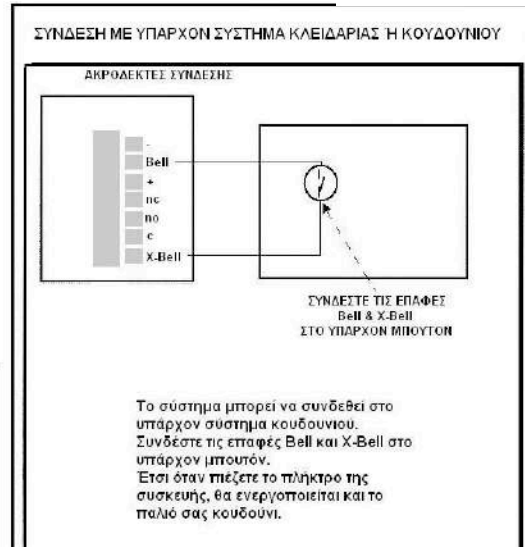 ΣΥΝΔΕΣΗ ΜΕ ΥΠΑΡΧΟΝ ΣΥΣΤΗΜΑ ΚΛΕΙΔΑΡΙΑΣ Ή ΚΟΥΔΟΥΝΙΟΥ
ΑΚΡΟΔΕΚΤΕΣ ΣΥΝΔΕΣΗΣ
-
Bell
+
nc
no
c
X-Bell
ΣΥΝΔΕΣΤΕ ΤΙΣ ΕΠΑΦΕΣ
Bell & X-Bell
ΣΤΟ ΥΠΑΡΧΟΝ ΜΠΟΥΤΟΝ
Το σύστημα μπορεί να συνδεθεί στο
υπάρχον σύστημα κουδουνιού.
Συνδέστε τις επαφές Bell και X-Bell στο
υπάρχον μπουτόν.
Έτσι όταν πιέζετε το πλήκτρο της
συσκευής, θα ενεργοποιείται και το
παλιό σας κουδούνι.